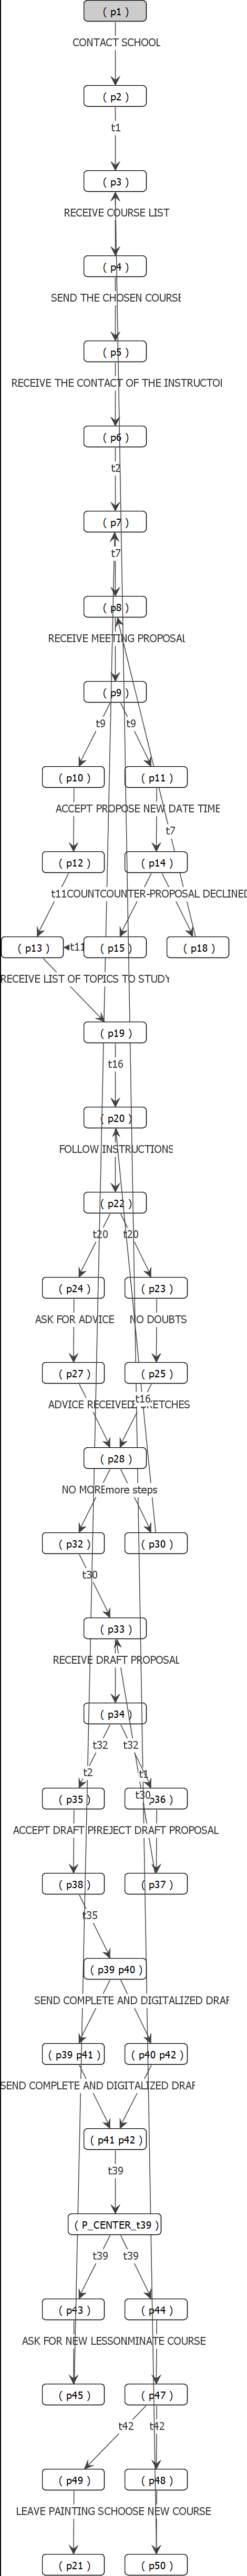 ( p1 )
CONTACT SCHOOL
( p2 )
t1
( p3 )
RECEIVE COURSE LIST
( p4 )
SEND THE CHOSEN COURSE
( p5 )
RECEIVE THE CONTACT OF THE INSTRUCTOI
( p6 )
t2
( p7 )
t7
( p8 )
RECEIVE MEETING PROPOSAL
( p9 )
t9 t9
( p10 ) ( p11 )
ACCEPT PROPOSE NEW DATE TIME
t7
( p12 ) ( p14 )
t11COUNTCOUNTER-PROPOSAL DECLINED
( p13 ) t11 ( p15 ) ( p18 )
RECEIVE LIST OF TOPICS TO STUDY
( p19 )
t16
( p20 )
FOLLOW INSTRUCTIONS
( p22 )
t20 t20
( p24 ) ( p23 )
ASK FOR ADVICE NO DOUBTS
( p27 ) ( p25 )
t16
ADVICE RECEIVED ETCHES
( p28 )
NO MOREmore steps
( p32 ) ( p30 )
t30
( p33 )
RECEIVE DRAFT PROPOSAL
( p34 )
t32 t32
t2 t1
t30
( p35 ) p36 )
ACCEPT DRAFT PIREJECT DRAFT PROPOSAL
( p38 ) ( p37 )
t35
( p39 p40 )
SEND COMPLETE AND DIGITALIZED DRAF
( p39 p41 ) ( p40 p42 )
SEND COMPLETE AND DIGITALIZED DRAF
( p41 p42 )
t39
( P_CENTER_t39 )
t39 t39
( p43 ) ( p44 )
ASK FOR NEW LESSONMINATE COURSE
( p45 ) ( p47 )
t42 t42
( p49 ) ( p48 )
LEAVE PAINTING SCHOOSE NEW COURSE
( p21 ) ( p50 )